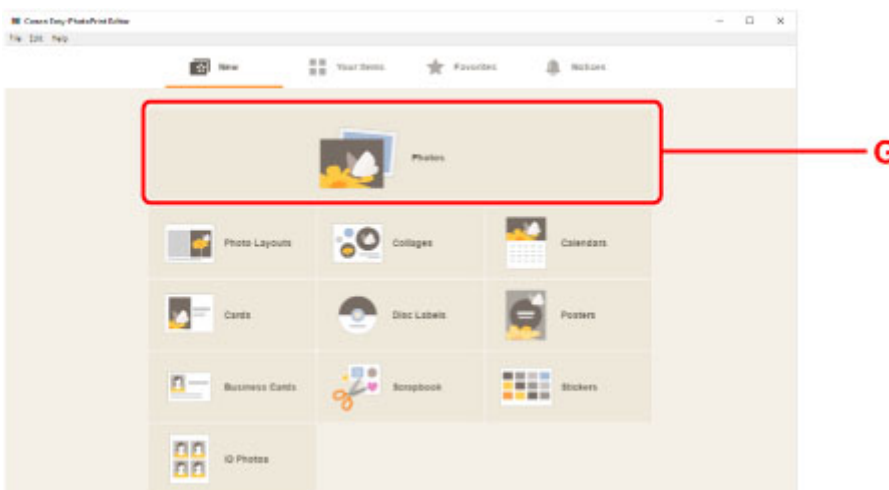 Canon Easy-PhotoPrint Editor
File Edit Help
New Your Items Favorites Notices
Photos
G
Photo Layouts Collages Calendars
Cards Disc Labels Posters
Business Cards Scrapbook Stickers
ID Photos